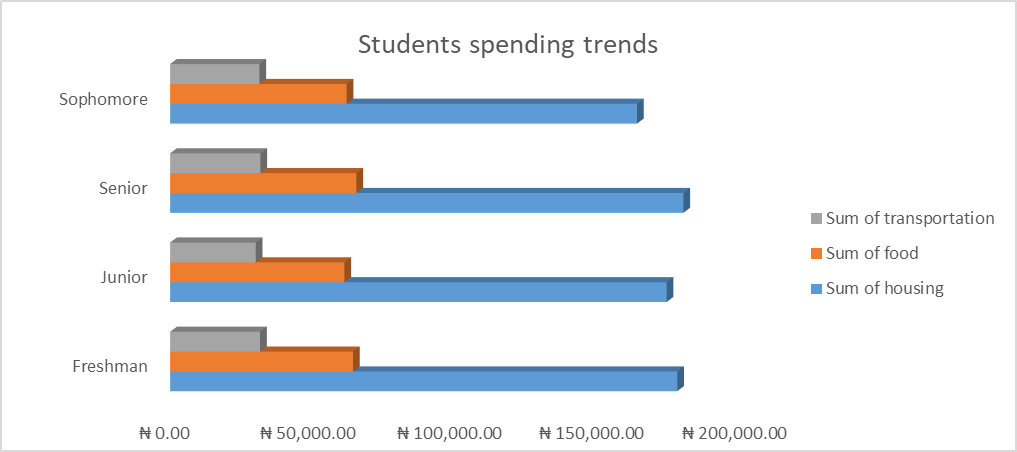 Students spending trends
Sophomore
Senior
Junior
Freshman
₦ 0.00 ₦ 50,000.00 ₦ 100,000.00 ₦ 150,000.00 ₦ 200,000.00
Sum of transportation
Sum of food
Sum of housing